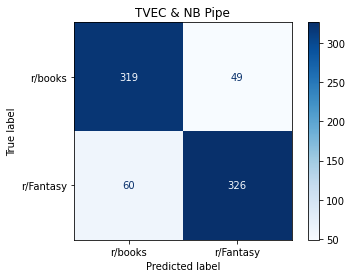 TVEC & NB Pipe
r/books
319
49
r/Fantasy
60
326
r/books
r/Fantasy
Predicted label
True label
300
250
200
150
100
50